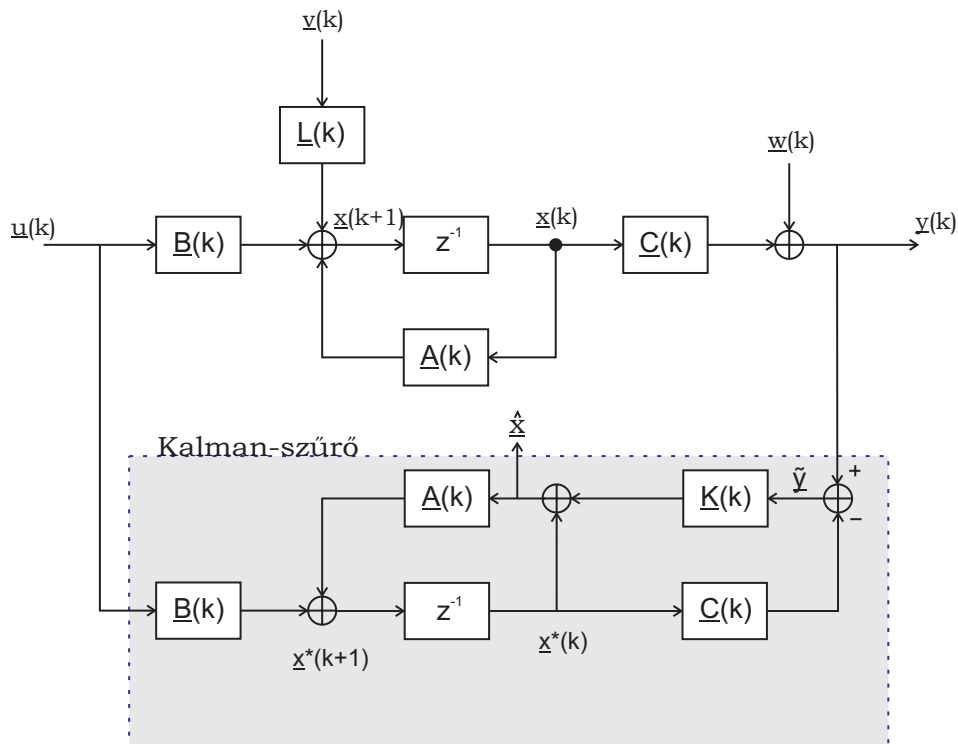 v(k)
L(k)
w(k)
u(k)
B(k)
x(k+1)
z⁻¹
x(k)
C(k)
y(k)
A(k)
Kalman-szűrő
x̂
A(k)
K(k)
ỹ
+
−
B(k)
z⁻¹
C(k)
x*(k+1)
x*(k)